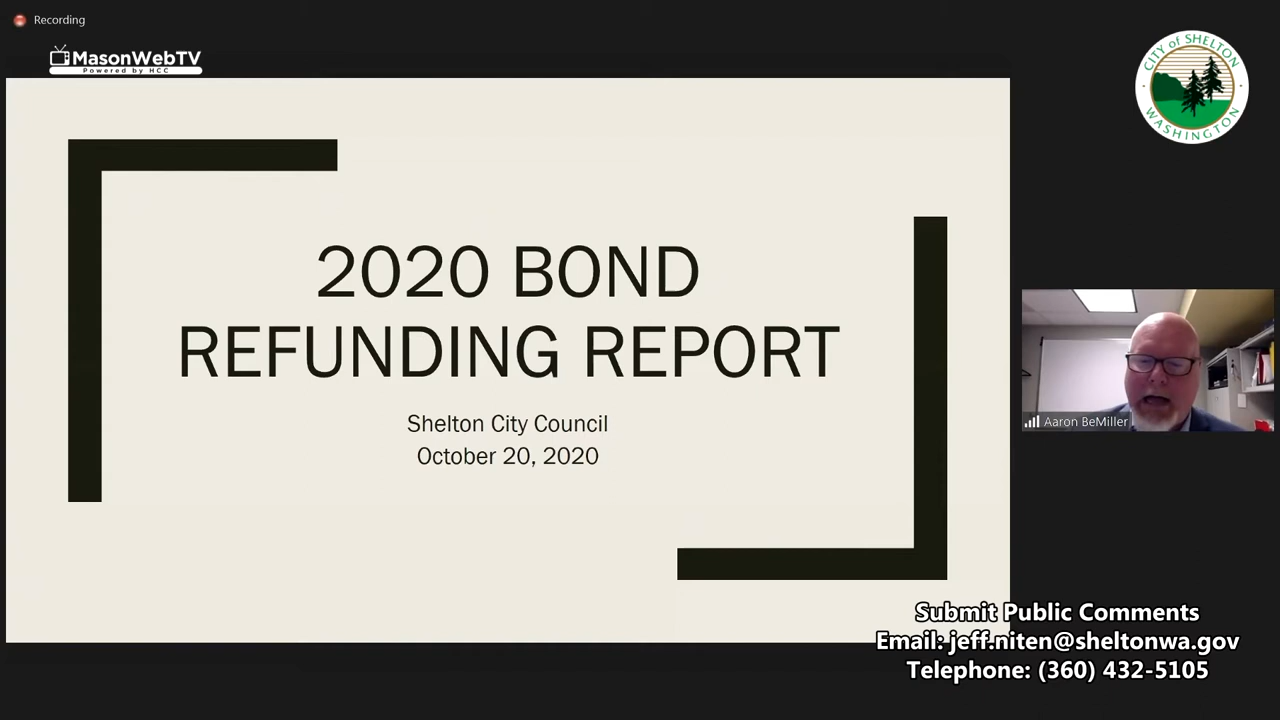 Recording
MasonWebTV
Powered by HCC
CITY of SHELTON
WASHINGTON
2020 BOND
REFUNDING REPORT
Shelton City Council
October 20, 2020
Aaron BeMiller
Submit Public Comments
Email: jeff.niten@sheltonwa.gov
Telephone: (360) 432-5105